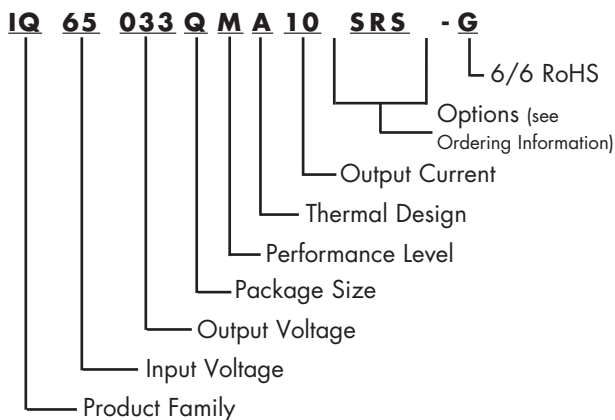 IQ 65 033 Q M A 10 SRS - G
6/6 RoHS
Options (see
Ordering Information)
Output Current
Thermal Design
Performance Level
Package Size
Output Voltage
Input Voltage
Product Family